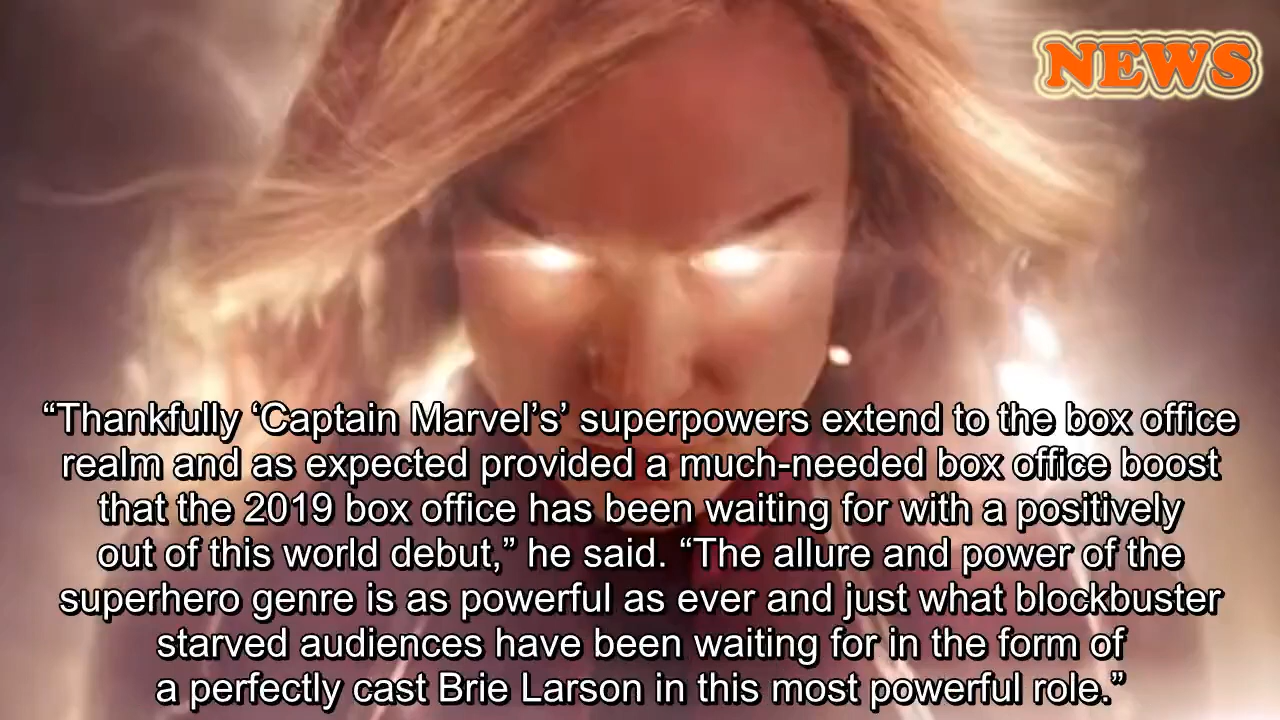 NEWS
“Thankfully ‘Captain Marvel’s’ superpowers extend to the box office
realm and as expected provided a much-needed box office boost
that the 2019 box office has been waiting for with a positively
out of this world debut,” he said. “The allure and power of the
superhero genre is as powerful as ever and just what blockbuster
starved audiences have been waiting for in the form of
a perfectly cast Brie Larson in this most powerful role.”